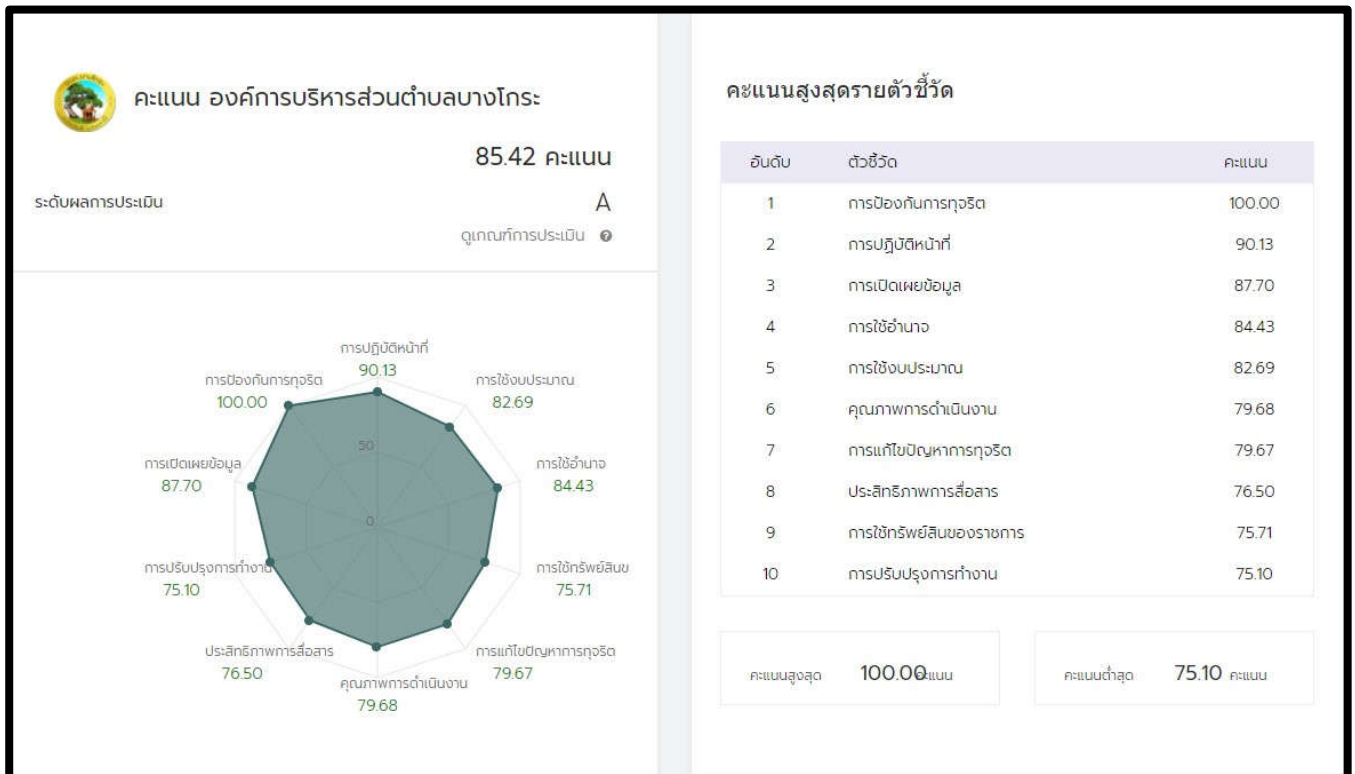 คะแนน องค์การบริหารส่วนตำบลบางโกระ
85.42 คะแนน
ระดับผลการประเมิน A
ดูเกณฑ์การประเมิน
การปฏิบัติหน้าที่
90.13
การป้องกันการทุจริต
100.00
การใช้งบประมาณ
82.69
50
การเปิดเผยข้อมูล
87.70
การใช้อำนาจ
84.43
0
การปรับปรุงการทำงาน
75.10
การใช้ทรัพย์สินข
75.71
ประสิทธิภาพการสื่อสาร
76.50
การแก้ไขปัญหาการทุจริต
79.67
คุณภาพการดำเนินงาน
79.68
คะแนนสูงสุดรายตัวชี้วัด
อันดับ ตัวชี้วัด คะแนน
1 การป้องกันการทุจริต 100.00
2 การปฏิบัติหน้าที่ 90.13
3 การเปิดเผยข้อมูล 87.70
4 การใช้อำนาจ 84.43
5 การใช้งบประมาณ 82.69
6 คุณภาพการดำเนินงาน 79.68
7 การแก้ไขปัญหาการทุจริต 79.67
8 ประสิทธิภาพการสื่อสาร 76.50
9 การใช้ทรัพย์สินของราชการ 75.71
10 การปรับปรุงการทำงาน 75.10
คะแนนสูงสุด 100.00 คะแนน
คะแนนต่ำสุด 75.10 คะแนน